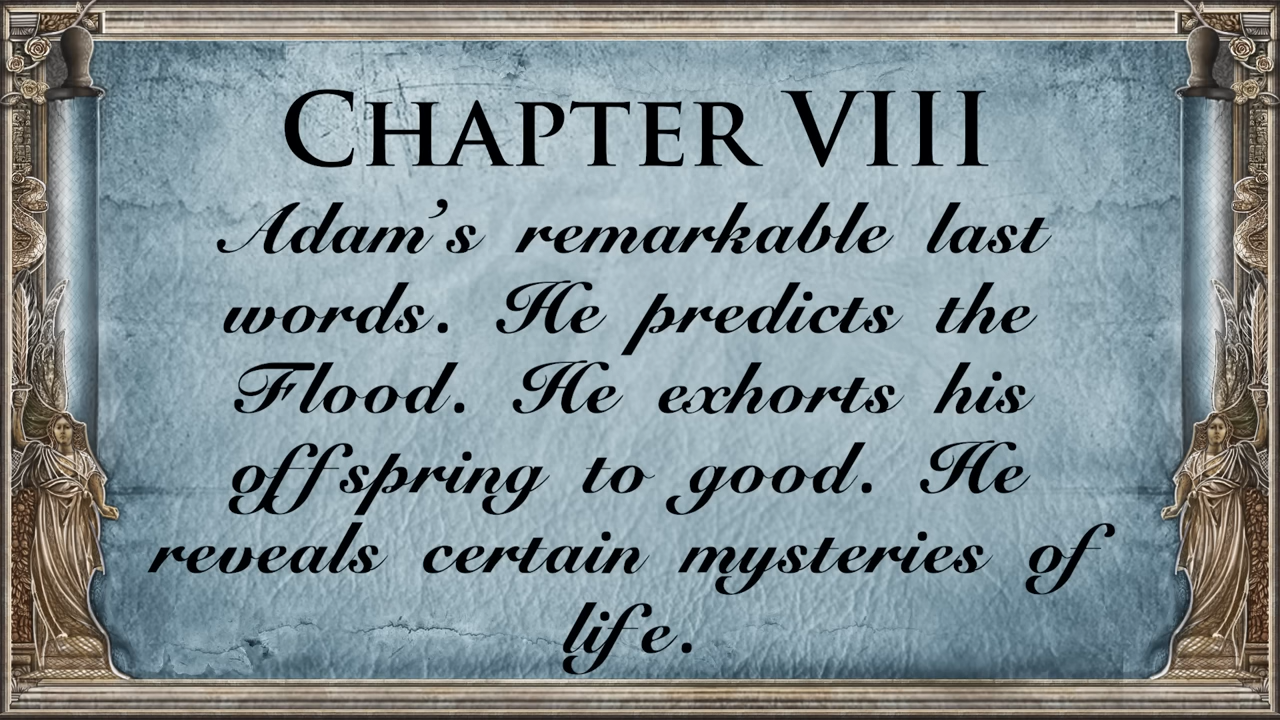 CHAPTER VIII
Adam's remarkable last
words. He predicts the
Flood. He exhorts his
offspring to good. He
reveals certain mysteries of
life.